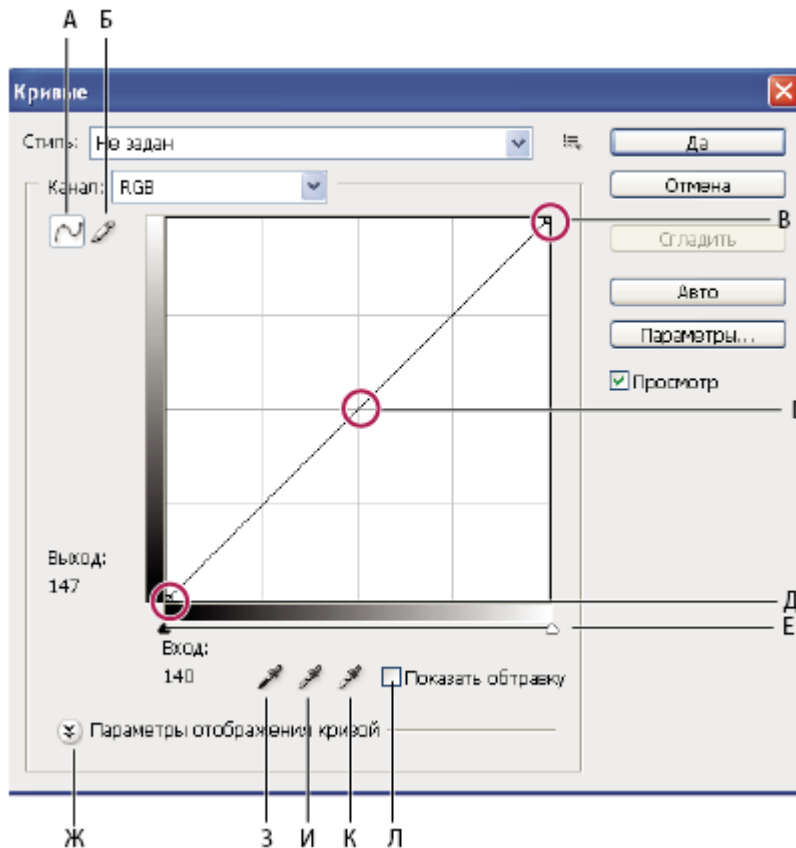 А Б
Кривые
Стиль: Не задан
Да
Канал: RGB
Отмена
В
Сгладить
Авто
Параметры...
Просмотр
Г
Выход:
147
Д
Е
Вход:
140
Показать обтравку
Параметры отображения кривой
Ж З И К Л